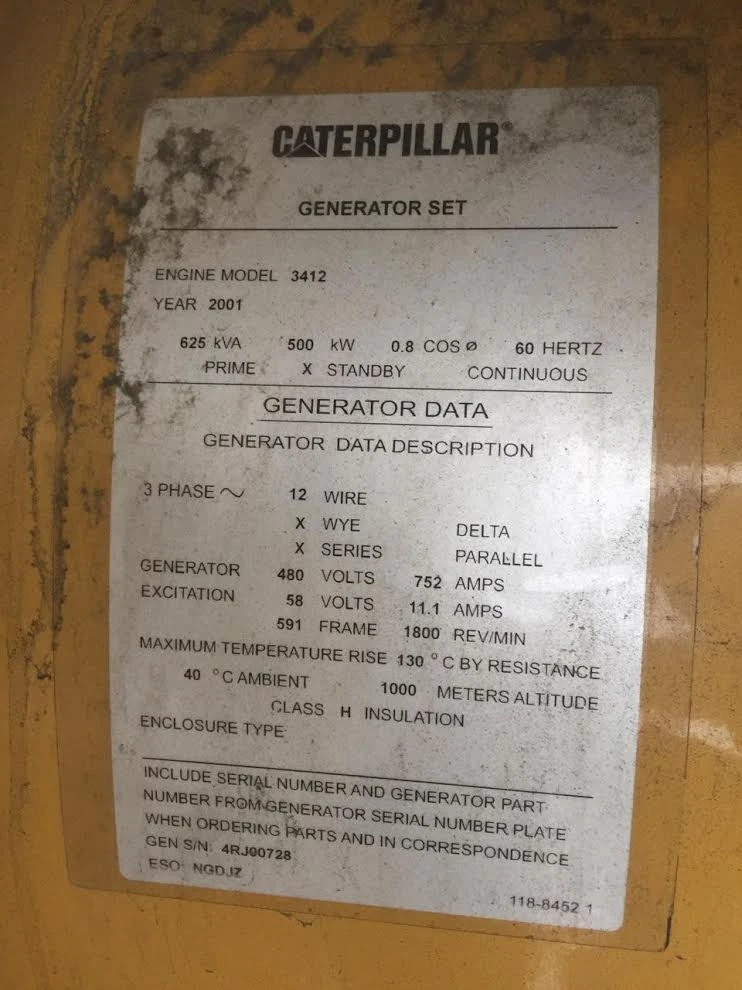 CATERPILLAR®
GENERATOR SET
ENGINE MODEL 3412
YEAR 2001
625 kVA 500 kW 0.8 COS Ø 60 HERTZ
PRIME X STANDBY CONTINUOUS
GENERATOR DATA
GENERATOR DATA DESCRIPTION
3 PHASE ~ 12 WIRE
X WYE DELTA
X SERIES PARALLEL
GENERATOR 480 VOLTS 752 AMPS
EXCITATION 58 VOLTS 11.1 AMPS
591 FRAME 1800 REV/MIN
MAXIMUM TEMPERATURE RISE 130 °C BY RESISTANCE
40 °C AMBIENT 1000 METERS ALTITUDE
CLASS H INSULATION
ENCLOSURE TYPE
INCLUDE SERIAL NUMBER AND GENERATOR PART
NUMBER FROM GENERATOR SERIAL NUMBER PLATE
WHEN ORDERING PARTS AND IN CORRESPONDENCE
GEN S/N: 4RJ00728
ESO: NGDJZ
118-8452 1